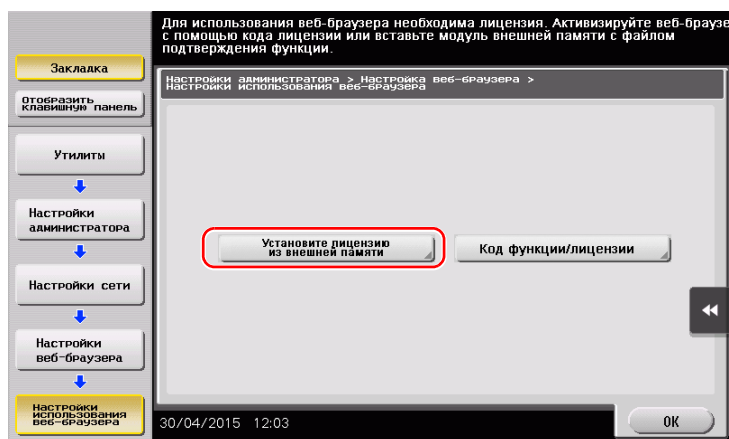 Для использования веб-браузера необходима лицензия. Активизируйте веб-браузе
с помощью кода лицензии или вставьте модуль внешней памяти с файлом
подтверждения функции.
Закладка
Отобразить
клавишную панель
Утилиты
Настройки
администратора
Настройки сети
Настройки
веб-браузера
Настройки
использования
веб-браузера
Настройки администратора > Настройка веб-браузера >
Настройки использования веб-браузера
Установите лицензию
из внешней памяти
Код функции/лицензии
30/04/2015 12:03
OK